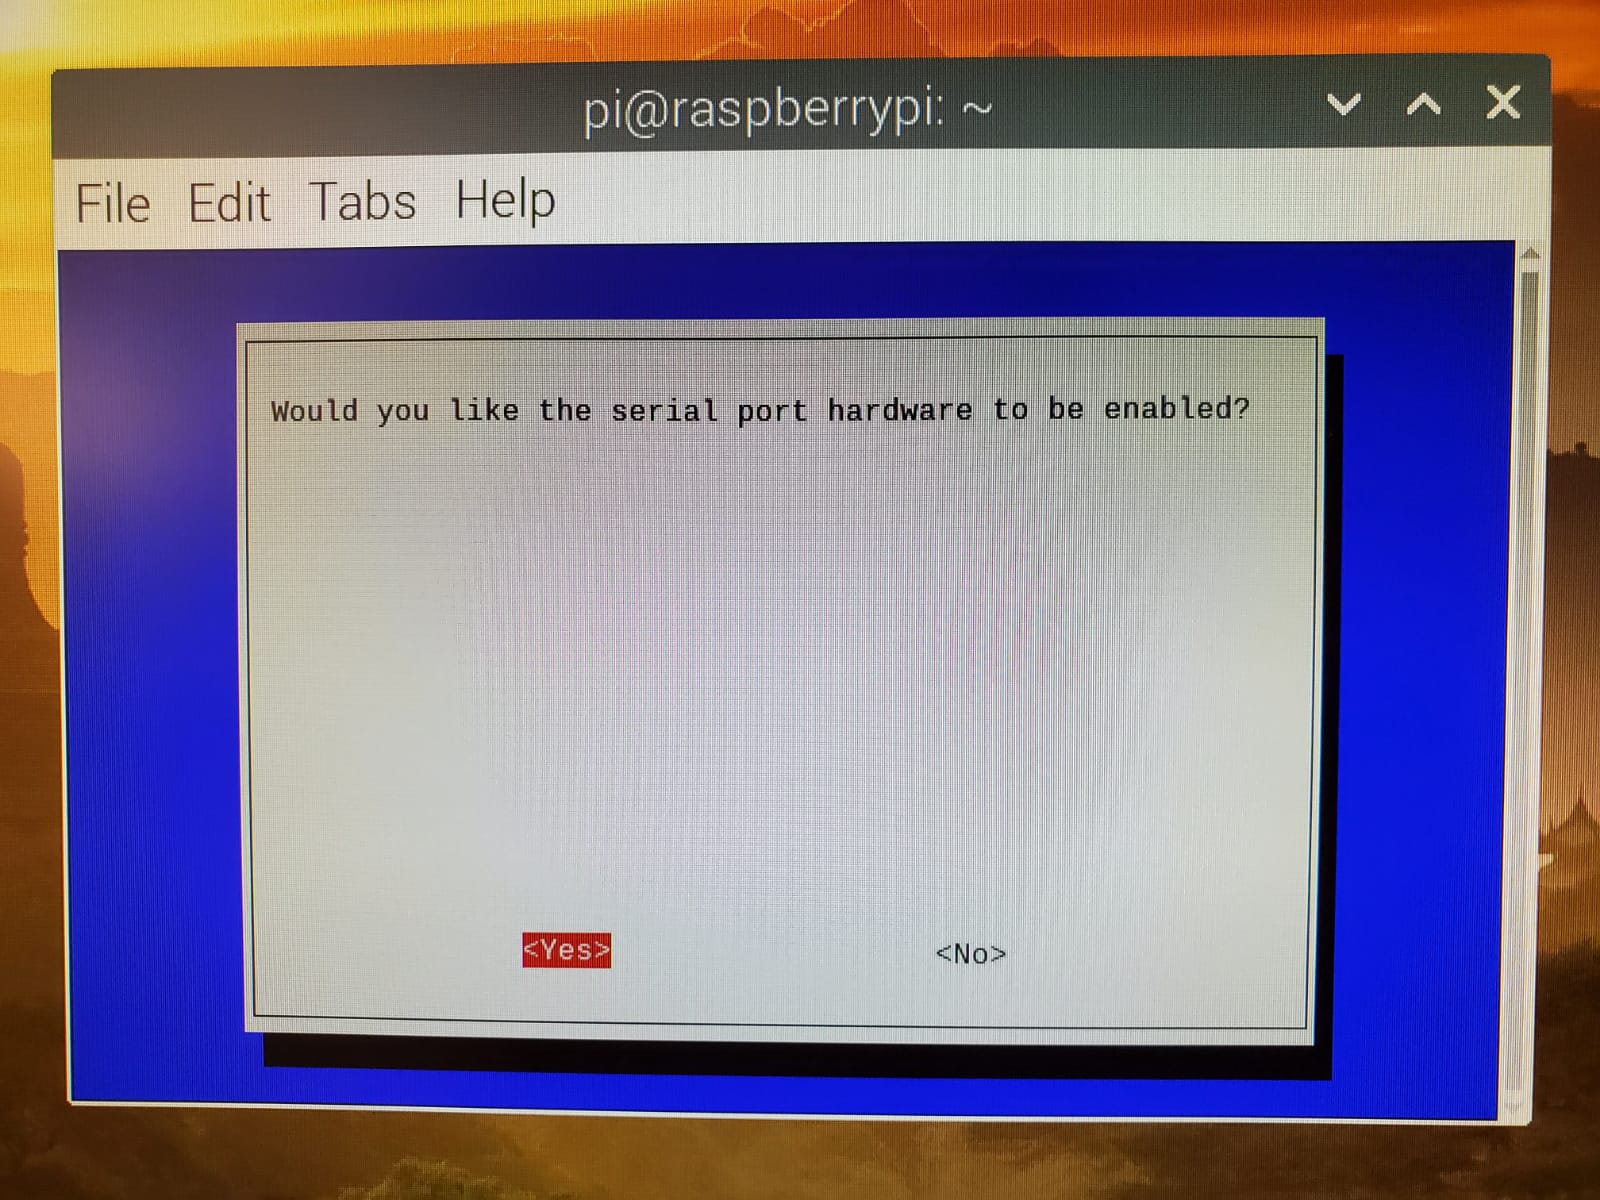 pi@raspberrypi: ~
File Edit Tabs Help
Would you like the serial port hardware to be enabled?
<Yes> <No>